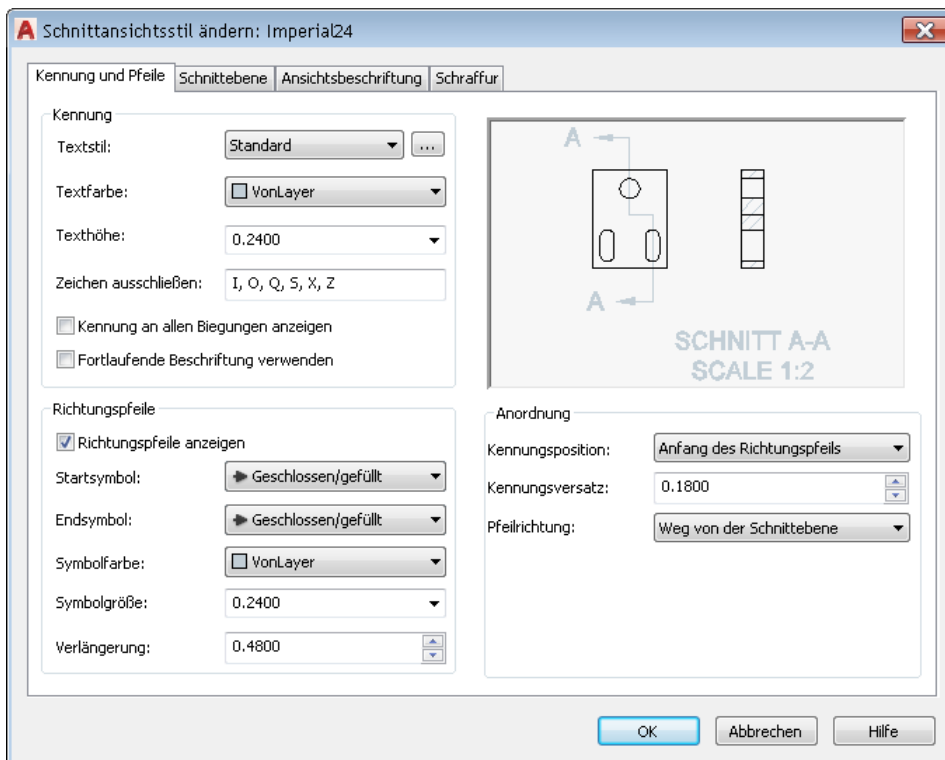 Schnittansichtsstil ändern: Imperial24
Kennung und Pfeile
Schnittebene
Ansichtsbeschriftung
Schraffur
Kennung
Textstil:
Standard
...
Textfarbe:
VonLayer
Texthöhe:
0.2400
Zeichen ausschließen:
I, O, Q, S, X, Z
Kennung an allen Biegungen anzeigen
Fortlaufende Beschriftung verwenden
Richtungspfeile
Richtungspfeile anzeigen
Startsymbol:
Geschlossen/gefüllt
Endsymbol:
Geschlossen/gefüllt
Symbolfarbe:
VonLayer
Symbolgröße:
0.2400
Verlängerung:
0.4800
A
A
SCHNITT A-A
SCALE 1:2
Anordnung
Kennungsposition:
Anfang des Richtungspfeils
Kennungsversatz:
0.1800
Pfeilrichtung:
Weg von der Schnittebene
OK
Abbrechen
Hilfe